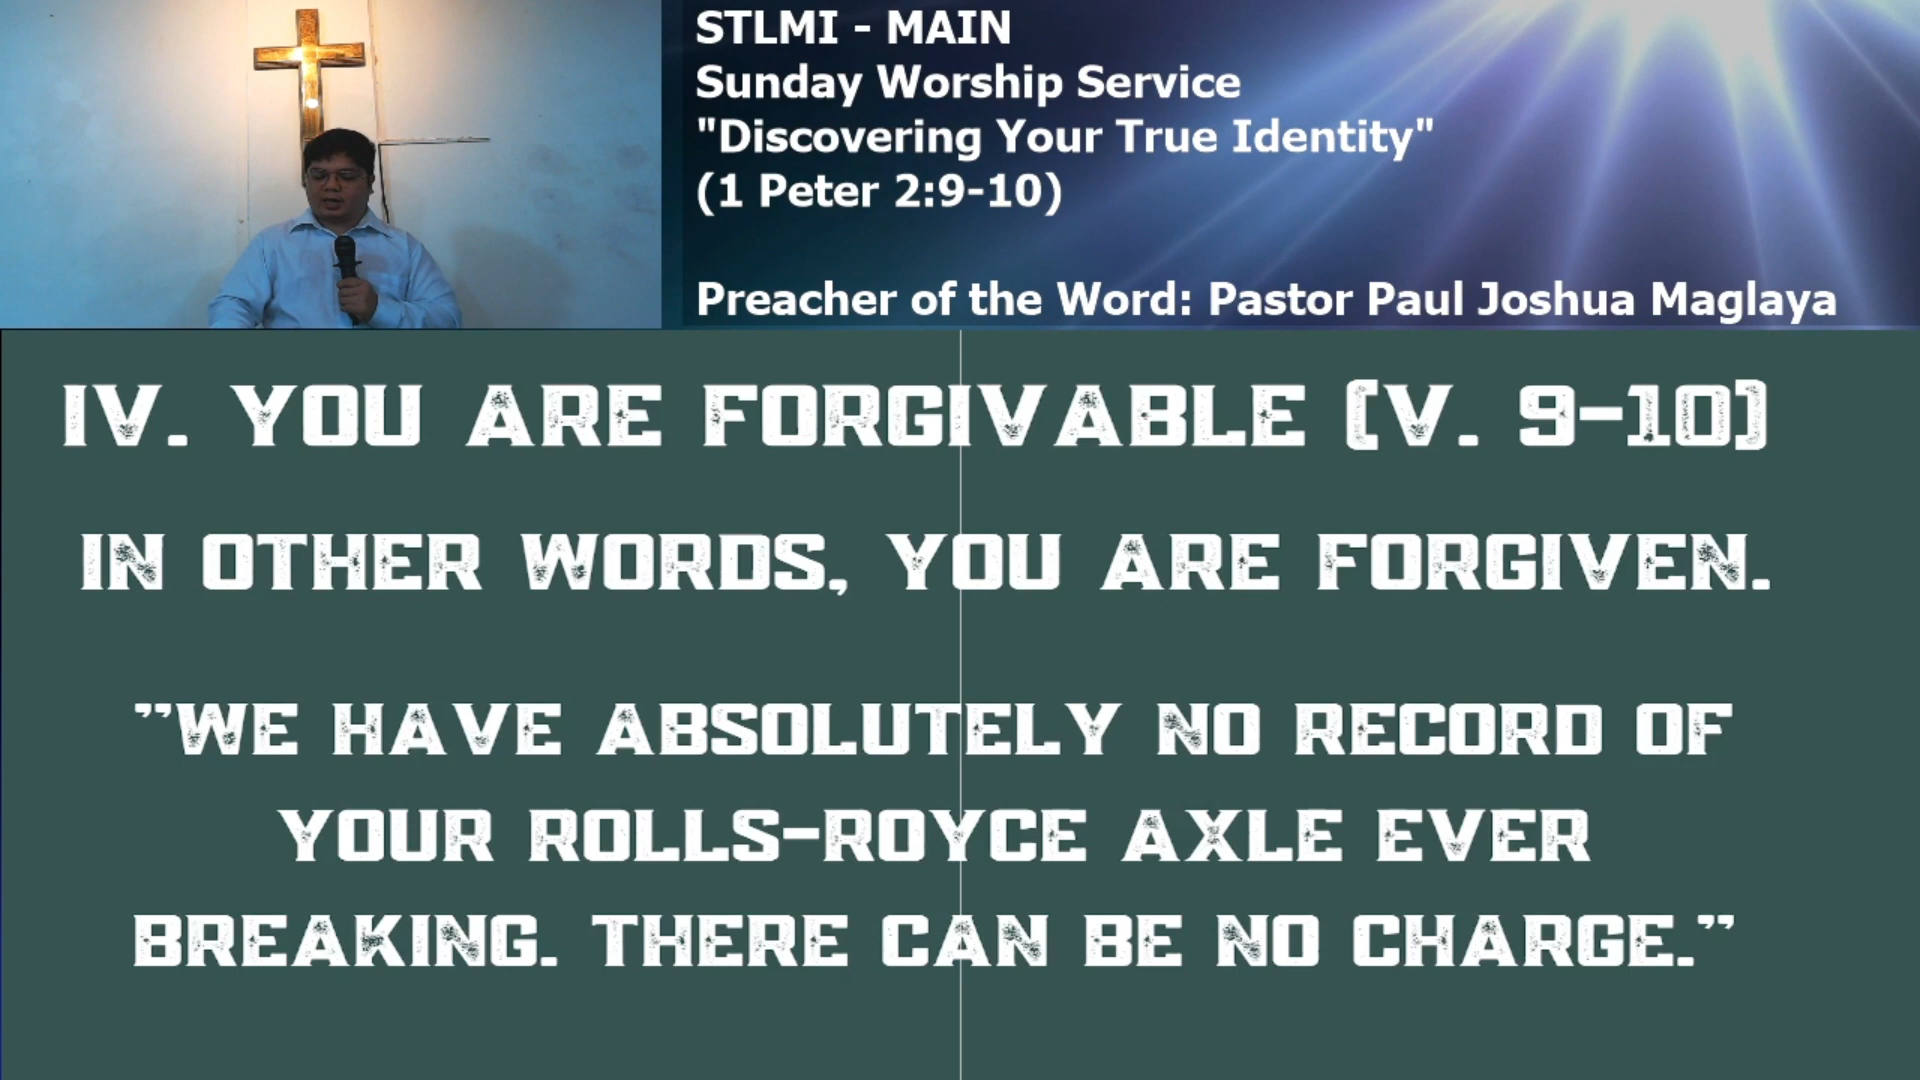 STLMI - MAIN
Sunday Worship Service
"Discovering Your True Identity"
(1 Peter 2:9-10)
Preacher of the Word: Pastor Paul Joshua Maglaya
IV. YOU ARE FORGIVABLE (V. 9-10)
IN OTHER WORDS, YOU ARE FORGIVEN.
"WE HAVE ABSOLUTELY NO RECORD OF
YOUR ROLLS-ROYCE AXLE EVER
BREAKING. THERE CAN BE NO CHARGE."